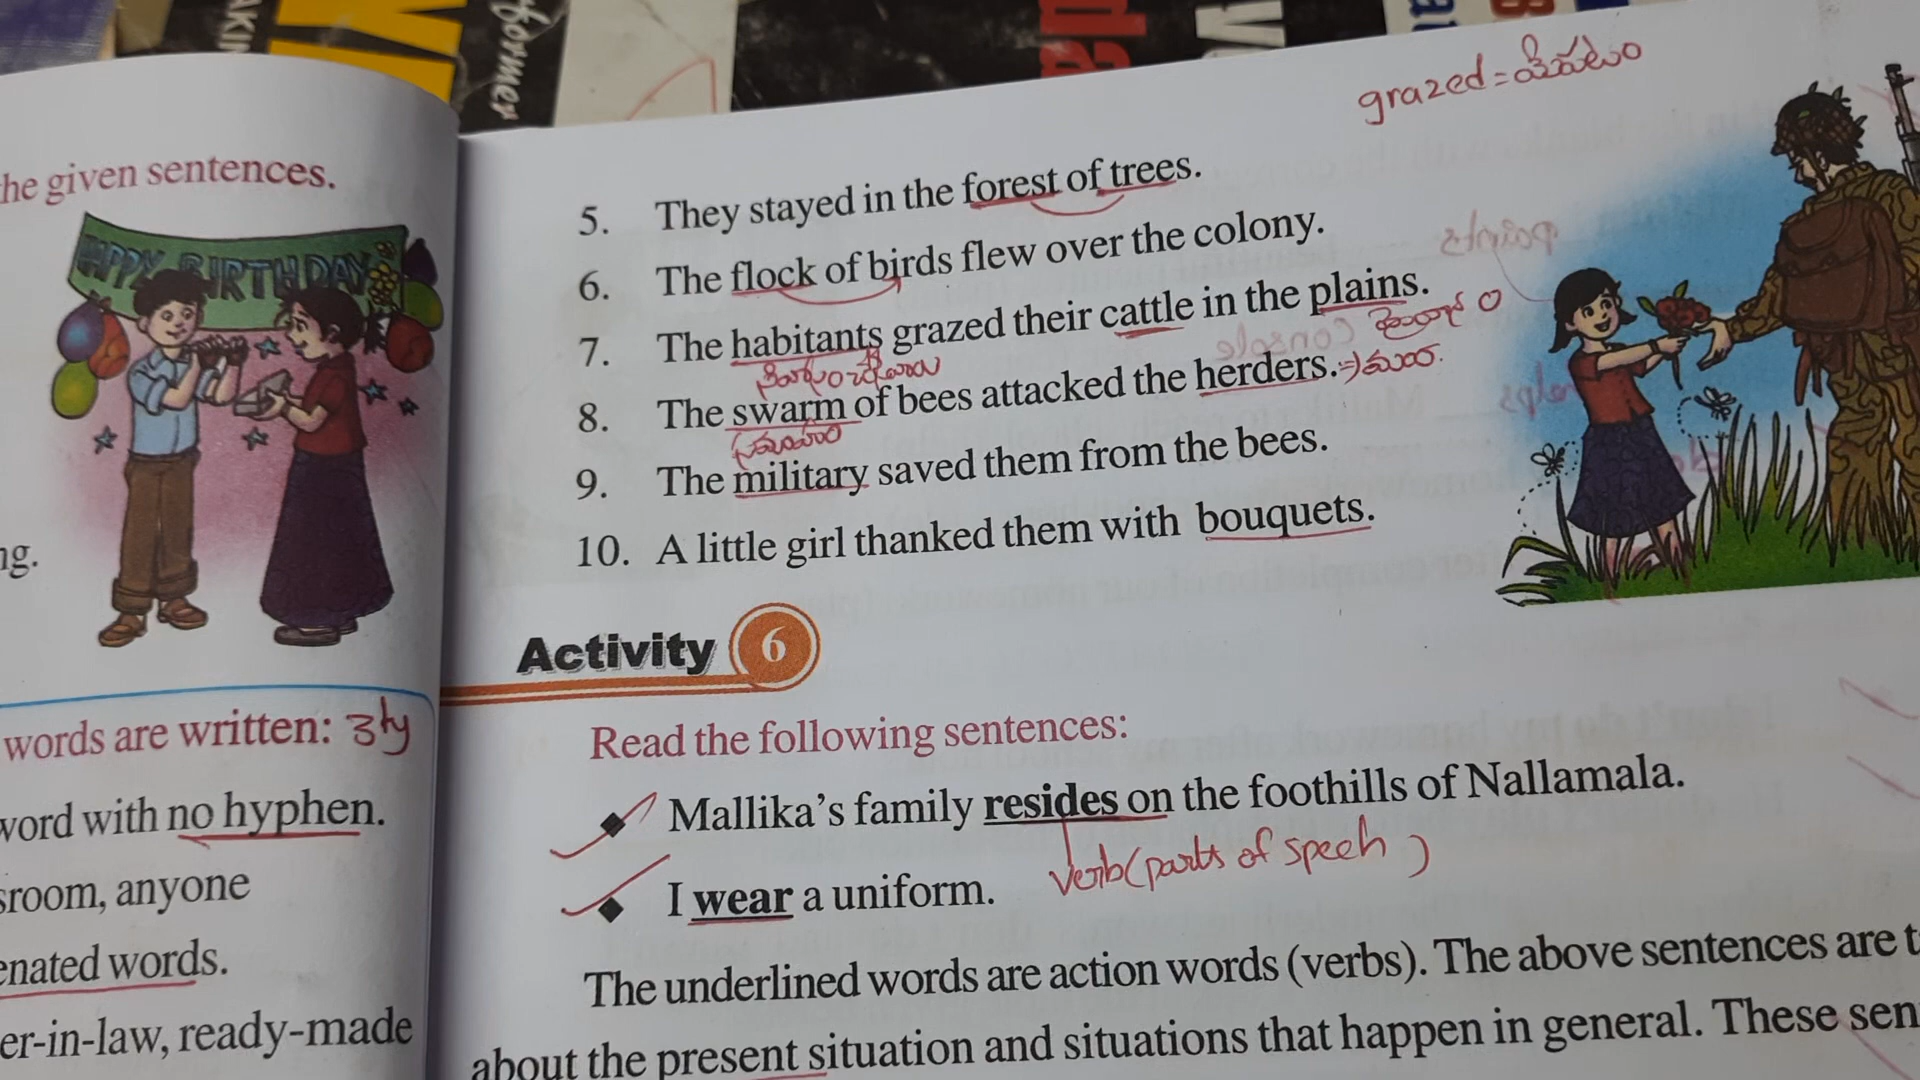 former
grazed = మేపడం
he given sentences.
HAPPY BIRTHDAY
ng.
words are written: 3 ly
word with no hyphen.
sroom, anyone
enated words.
er-in-law, ready-made
5. They stayed in the forest of trees.
6. The flock of birds flew over the colony.
7. The habitants grazed their cattle in the plains.
8. The swarm of bees attacked the herders.
9. The military saved them from the bees.
10. A little girl thanked them with bouquets.
Activity 6
Read the following sentences:
Mallika's family resides on the foothills of Nallamala.
verb (parts of speech)
I wear a uniform.
The underlined words are action words (verbs). The above sentences are t
about the present situation and situations that happen in general. These sen